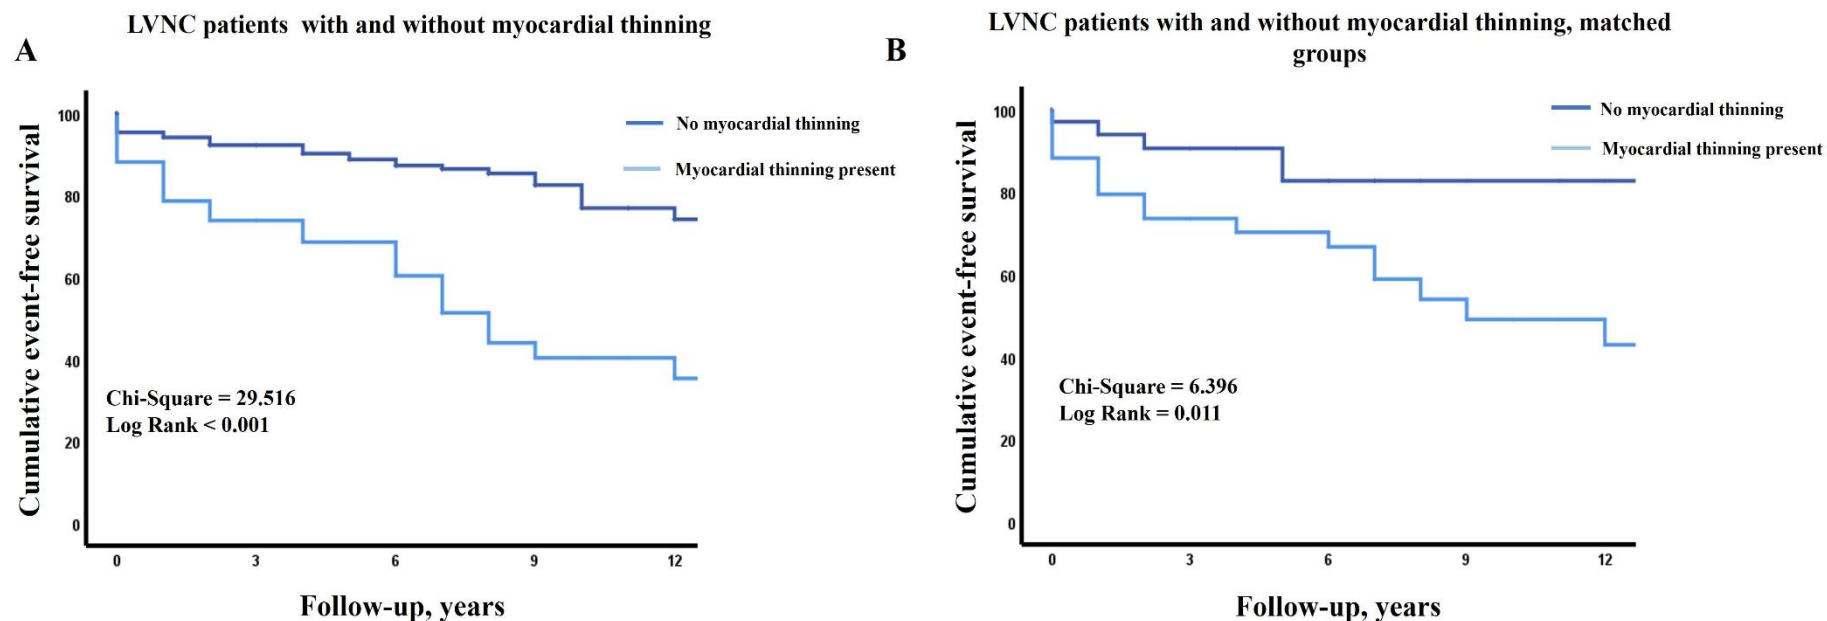 A
LVNC patients with and without myocardial thinning
Cumulative event-free survival
100
80
60
40
20
0
No myocardial thinning
Myocardial thinning present
Chi-Square = 29.516
Log Rank < 0.001
0 3 6 9 12
Follow-up, years
B
LVNC patients with and without myocardial thinning, matched
groups
Cumulative event-free survival
100
80
60
40
20
0
No myocardial thinning
Myocardial thinning present
Chi-Square = 6.396
Log Rank = 0.011
0 3 6 9 12
Follow-up, years